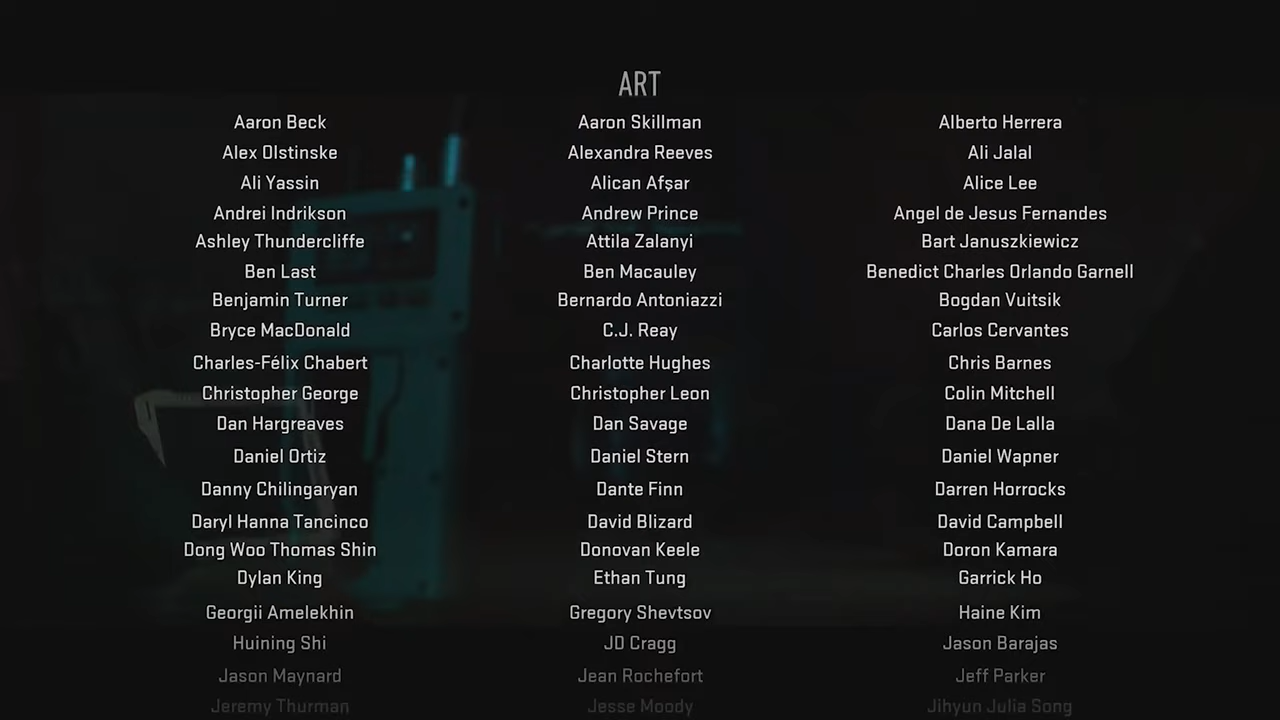 ART
Aaron Beck Aaron Skillman Alberto Herrera
Alex Olstinske Alexandra Reeves Ali Jalal
Ali Yassin Alican Afşar Alice Lee
Andrei Indrikson Andrew Prince Angel de Jesus Fernandes
Ashley Thundercliffe Attila Zalanyi Bart Januszkiewicz
Ben Last Ben Macauley Benedict Charles Orlando Garnell
Benjamin Turner Bernardo Antoniazzi Bogdan Vuitsik
Bryce MacDonald C.J. Reay Carlos Cervantes
Charles-Félix Chabert Charlotte Hughes Chris Barnes
Christopher George Christopher Leon Colin Mitchell
Dan Hargreaves Dan Savage Dana De Lalla
Daniel Ortiz Daniel Stern Daniel Wapner
Danny Chilingaryan Dante Finn Darren Horrocks
Daryl Hanna Tancinco David Blizard David Campbell
Dong Woo Thomas Shin Donovan Keele Doron Kamara
Dylan King Ethan Tung Garrick Ho
Georgii Amelekhin Gregory Shevtsov Haine Kim
Huining Shi JD Cragg Jason Barajas
Jason Maynard Jean Rochefort Jeff Parker
Jeremy Thurman Jesse Moody Jihyun Julia Song